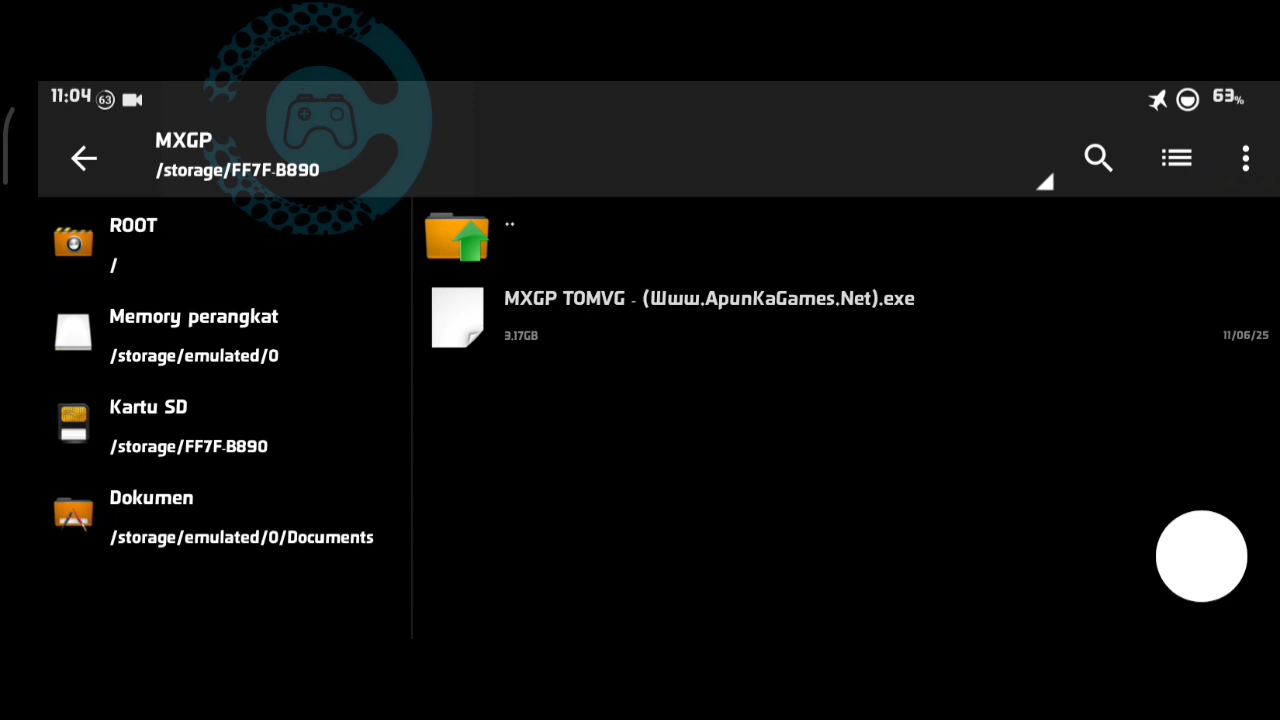 11:04 63
63%
MXGP
/storage/FF7F-B890
ROOT
/
Memory perangkat
/storage/emulated/0
Kartu SD
/storage/FF7F-B890
Dokumen
/storage/emulated/0/Documents
..
MXGP TOMVG - (Www.ApunKaGames.Net).exe
3.17GB
11/06/25